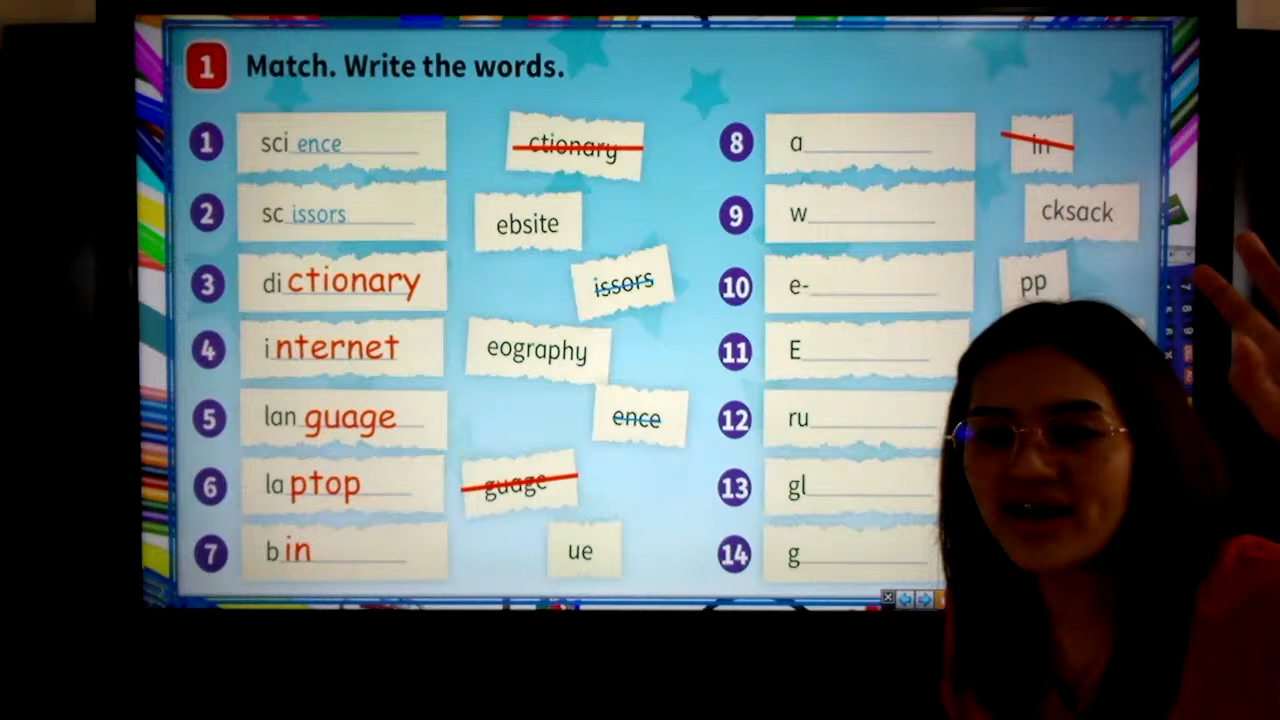 1 Match. Write the words.
1 sci ence
2 sc issors
3 di ctionary
4 i nternet
5 lan guage
6 la ptop
7 b in
ctionary
ebsite
issors
eography
ence
guage
ue
8 a
9 w
10 e-
11 E
12 ru
13 gl
14 g
in
cksack
pp